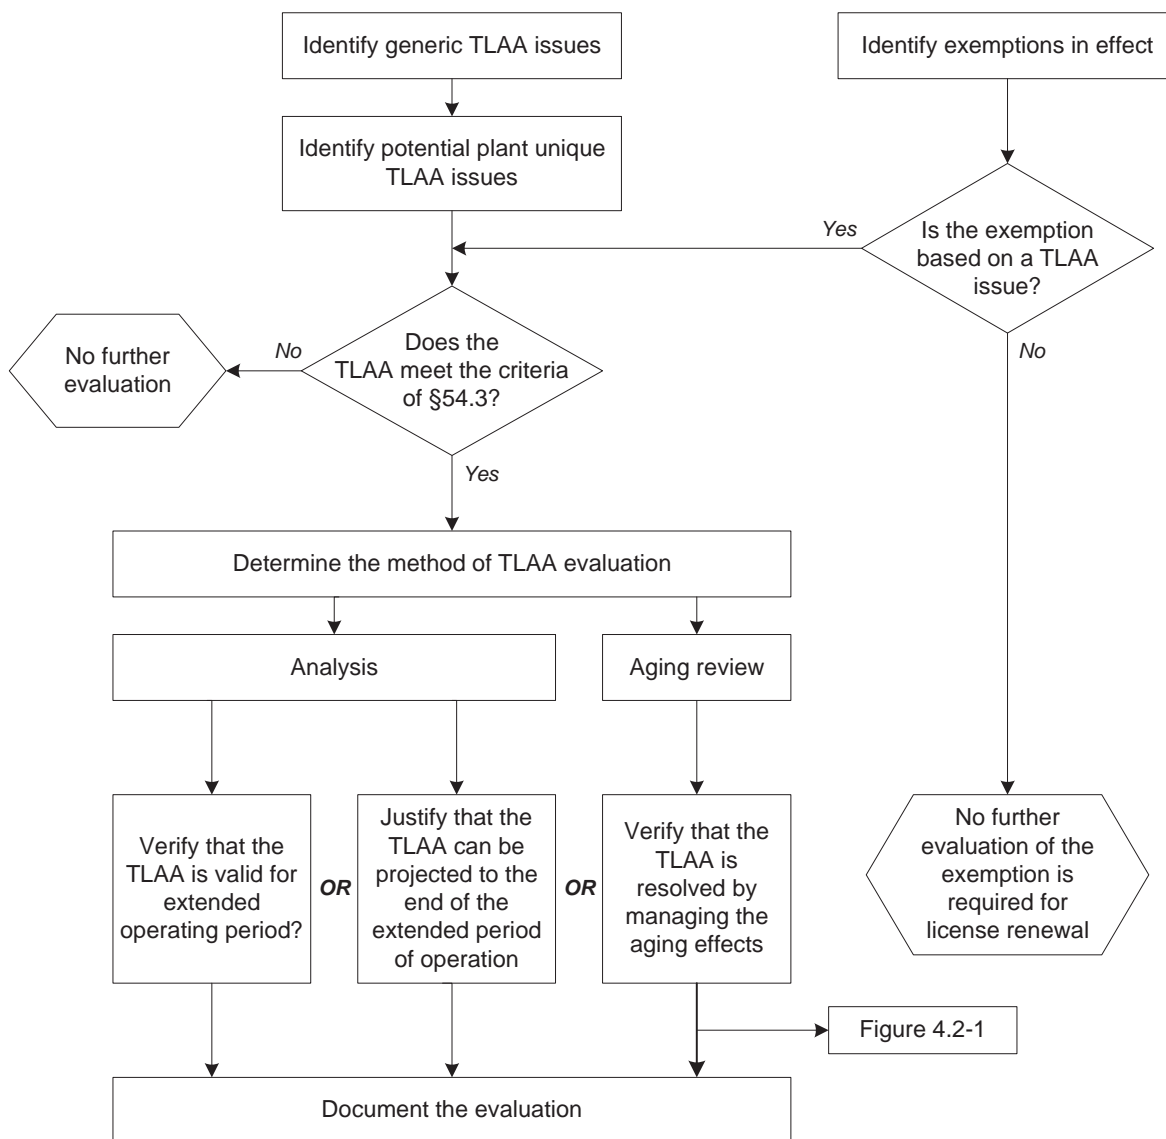 Identify generic TLAA issues
Identify exemptions in effect
Identify potential plant unique
TLAA issues
Yes
Is the exemption
based on a TLAA
issue?
No further
evaluation
No
Does the
TLAA meet the criteria
of §54.3?
No
Yes
Determine the method of TLAA evaluation
Analysis
Aging review
Verify that the
TLAA is valid for
extended
operating period?
OR
Justify that the
TLAA can be
projected to the
end of the
extended period
of operation
OR
Verify that the
TLAA is
resolved by
managing the
aging effects
No further
evaluation of the
exemption is
required for
license renewal
Figure 4.2-1
Document the evaluation